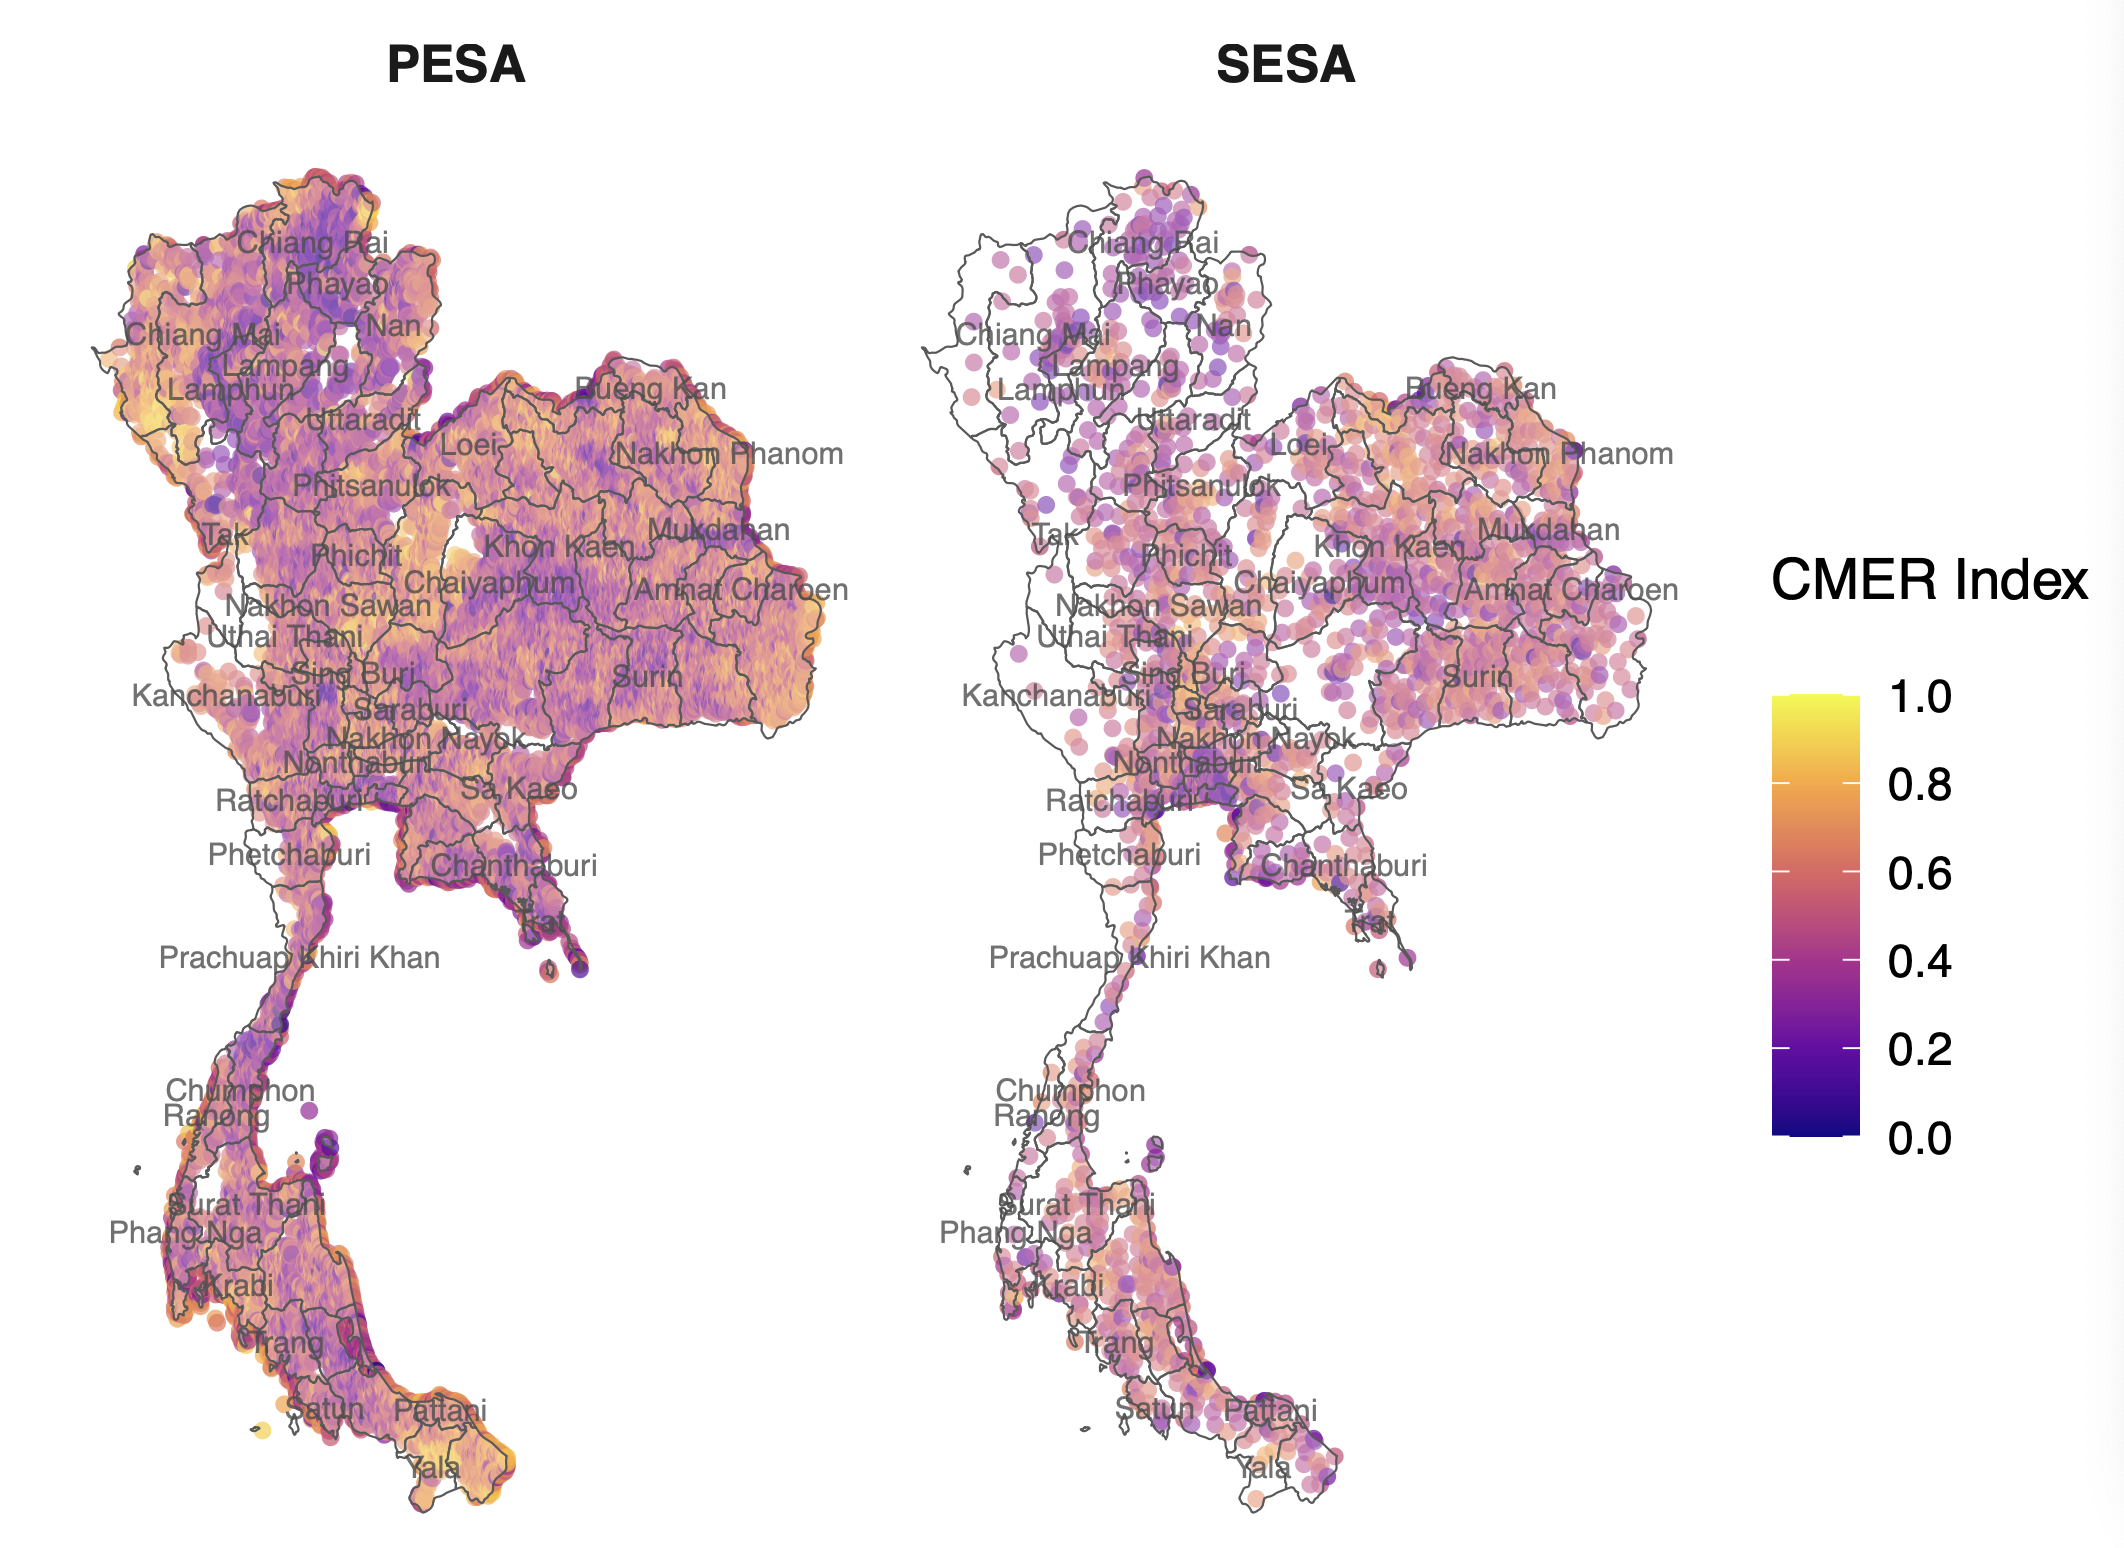 PESA
SESA
Chiang Rai
Phayao
Chiang Mai
Nan
Lampang
Lamphun
Bueng Kan
Uttaradit
Loei
Nakhon Phanom
Phitsanulok
Tak
Phichit
Khon Kaen
Mukdahan
Chaiyaphum
Amnat Charoen
Nakhon Sawan
Uthai Thani
Sing Buri
Surin
Kanchanaburi
Saraburi
Nakhon Nayok
Nonthaburi
Sa Kaeo
Ratchaburi
Phetchaburi
Chanthaburi
Trat
Prachuap Khiri Khan
Chumphon
Ranong
Surat Thani
Phang Nga
Krabi
Trang
Satun
Pattani
Yala
Chiang Rai
Phayao
Chiang Mai
Nan
Lampang
Lamphun
Bueng Kan
Uttaradit
Loei
Nakhon Phanom
Phitsanulok
Tak
Phichit
Khon Kaen
Mukdahan
Chaiyaphum
Amnat Charoen
Nakhon Sawan
Uthai Thani
Sing Buri
Surin
Kanchanaburi
Saraburi
Nakhon Nayok
Nonthaburi
Sa Kaeo
Ratchaburi
Phetchaburi
Chanthaburi
Trat
Prachuap Khiri Khan
Chumphon
Ranong
Surat Thani
Phang Nga
Krabi
Trang
Satun
Pattani
Yala
CMER Index
1.0
0.8
0.6
0.4
0.2
0.0